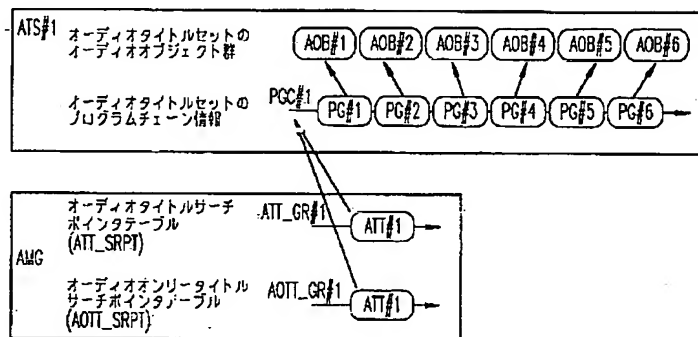 ATS#1 オーディオタイトルセットの
オーディオオブジェクト群
AOB#1 AOB#2 AOB#3 AOB#4 AOB#5 AOB#6
オーディオタイトルセットの
プログラムチェーン情報
PGC#1
PG#1 PG#2 PG#3 PG#4 PG#5 PG#6
AMG
オーディオタイトルサーチ
ポインタテーブル
(ATT_SRPT)
ATT_GR#1
ATT#1
オーディオオンリータイトル
サーチポインタテーブル
(AOTT_SRPT)
AOTT_GR#1
ATT#1